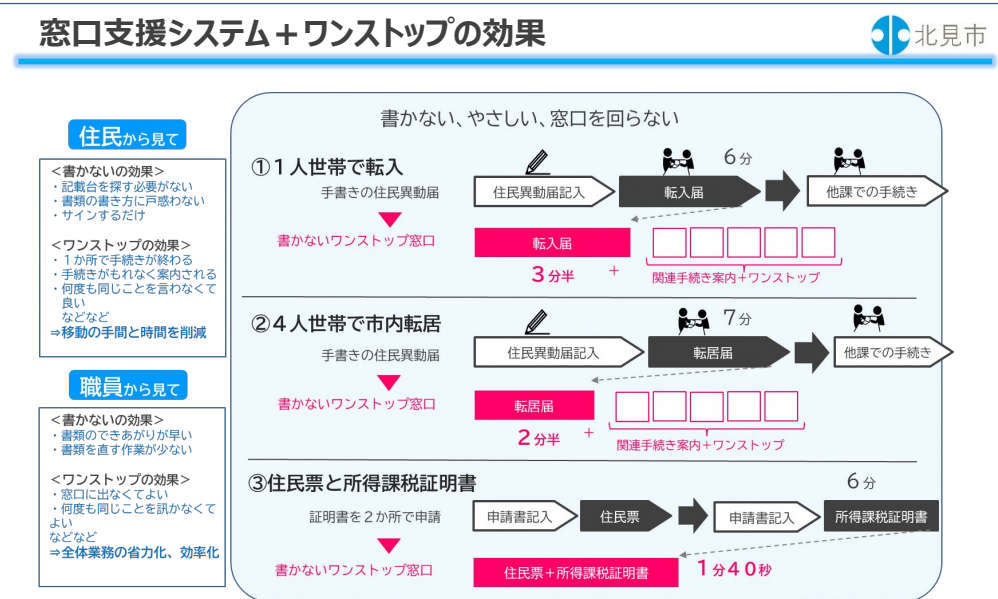 窓口支援システム＋ワンストップの効果
北見市
住民から見て
＜書かないの効果＞
・記載台を探す必要がない
・書類の書き方に戸惑わない
・サインするだけ
＜ワンストップの効果＞
・１か所で手続きが終わる
・手続きがもれなく案内される
・何度も同じことを言わなくて
良い
などなど
⇒移動の手間と時間を削減
職員から見て
＜書かないの効果＞
・書類のできあがりが早い
・書類を直す作業が少ない
＜ワンストップの効果＞
・窓口に出なくてよい
・何度も同じことを訊かなくて
よい
などなど
⇒全体業務の省力化、効率化
書かない、やさしい、窓口を回らない
①１人世帯で転入
6分
手書きの住民異動届
住民異動届記入
転入届
他課での手続き
書かないワンストップ窓口
転入届
3分半
+
関連手続き案内+ワンストップ
②４人世帯で市内転居
7分
手書きの住民異動届
住民異動届記入
転居届
他課での手続き
書かないワンストップ窓口
転居届
2分半
+
関連手続き案内+ワンストップ
③住民票と所得課税証明書
6分
証明書を２か所で申請
申請書記入
住民票
申請書記入
所得課税証明書
書かないワンストップ窓口
住民票＋所得課税証明書
1分40秒